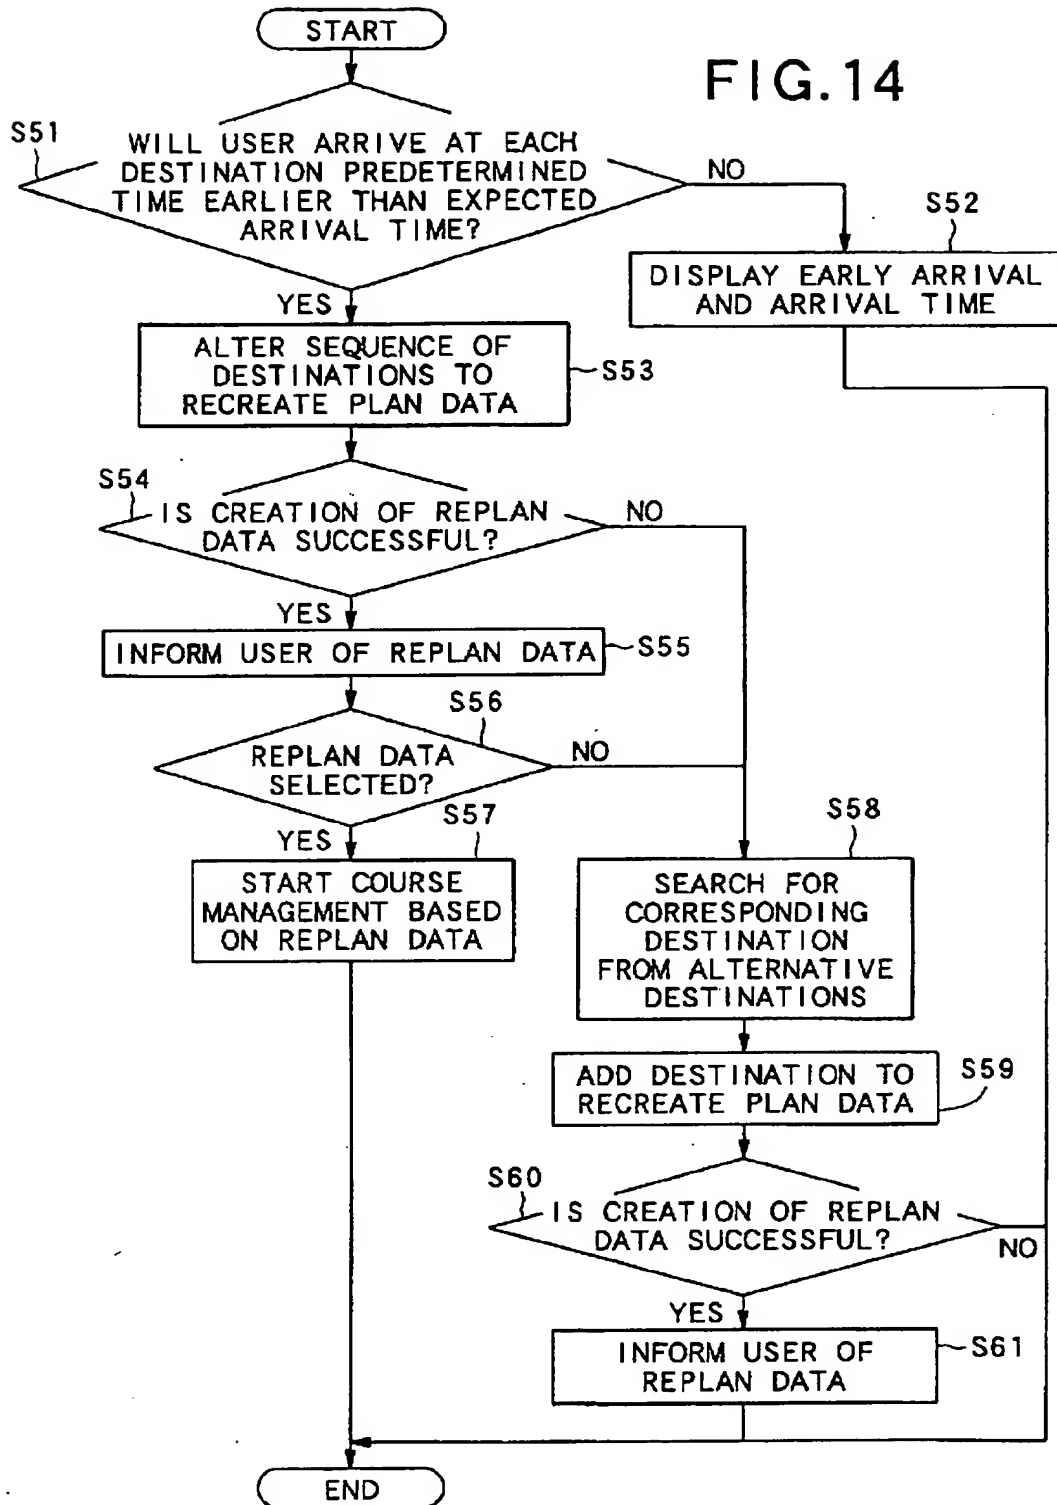 START
FIG.14
S51
WILL USER ARRIVE AT EACH
DESTINATION PREDETERMINED
TIME EARLIER THAN EXPECTED
ARRIVAL TIME?
NO
S52
DISPLAY EARLY ARRIVAL
AND ARRIVAL TIME
YES
ALTER SEQUENCE OF
DESTINATIONS TO
RECREATE PLAN DATA
S53
S54
IS CREATION OF REPLAN
DATA SUCCESSFUL?
NO
YES
INFORM USER OF REPLAN DATA
S55
S56
REPLAN DATA
SELECTED?
NO
YES
S57
START COURSE
MANAGEMENT BASED
ON REPLAN DATA
S58
SEARCH FOR
CORRESPONDING
DESTINATION
FROM ALTERNATIVE
DESTINATIONS
ADD DESTINATION TO
RECREATE PLAN DATA
S59
S60
IS CREATION OF REPLAN
DATA SUCCESSFUL?
NO
YES
INFORM USER OF
REPLAN DATA
S61
END